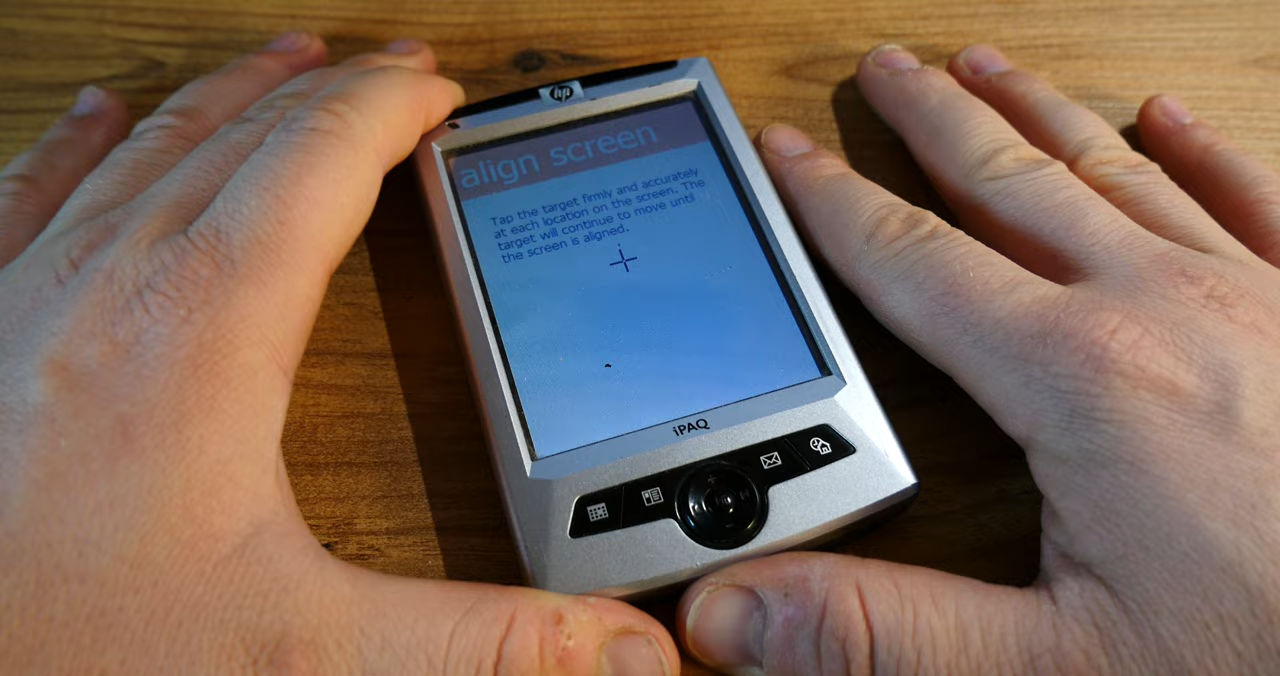 hp
align screen
Tap the target firmly and accurately
at each location on the screen. The
target will continue to move until
the screen is aligned.
iPAQ